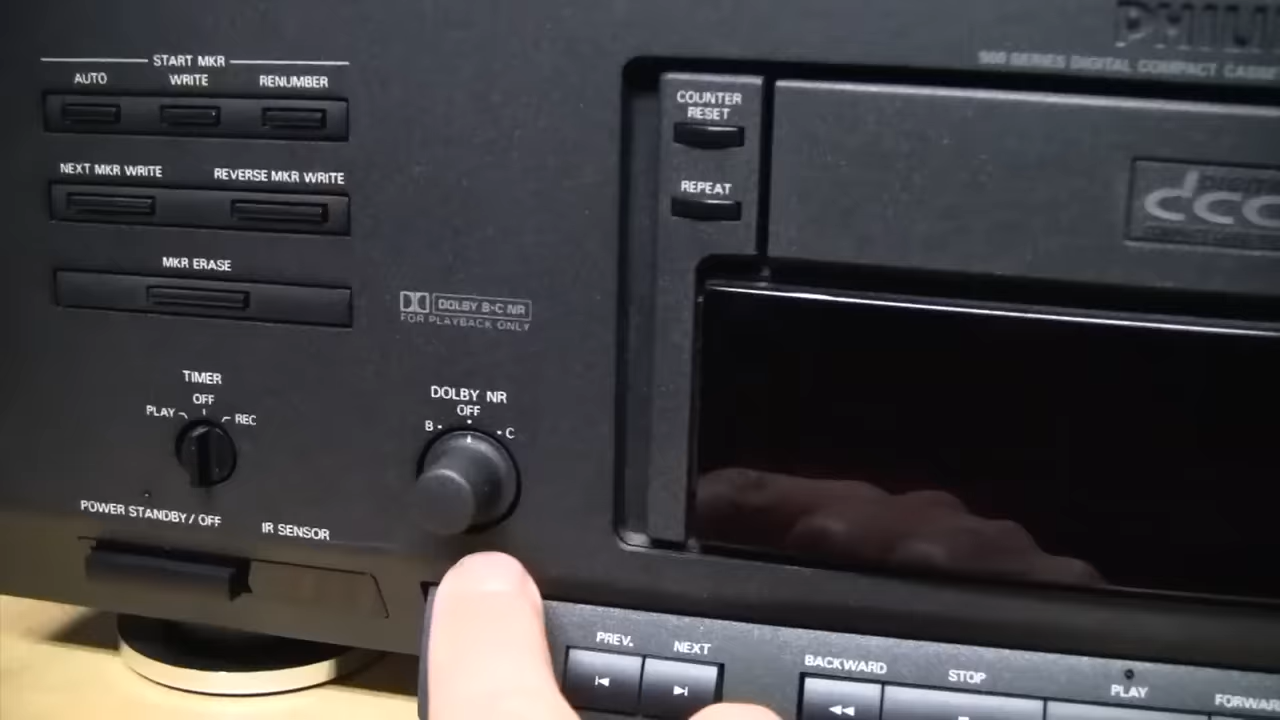 PHILI
900 SERIES DIGITAL COMPACT CASSE
START MKR
AUTO WRITE RENUMBER
COUNTER
RESET
NEXT MKR WRITE REVERSE MKR WRITE
REPEAT
dcc
MKR ERASE
DOLBY B•C NR
FOR PLAYBACK ONLY
TIMER
OFF
PLAY REC
DOLBY NR
OFF
B C
POWER STANDBY / OFF
IR SENSOR
PREV. NEXT
BACKWARD STOP PLAY FORWAR